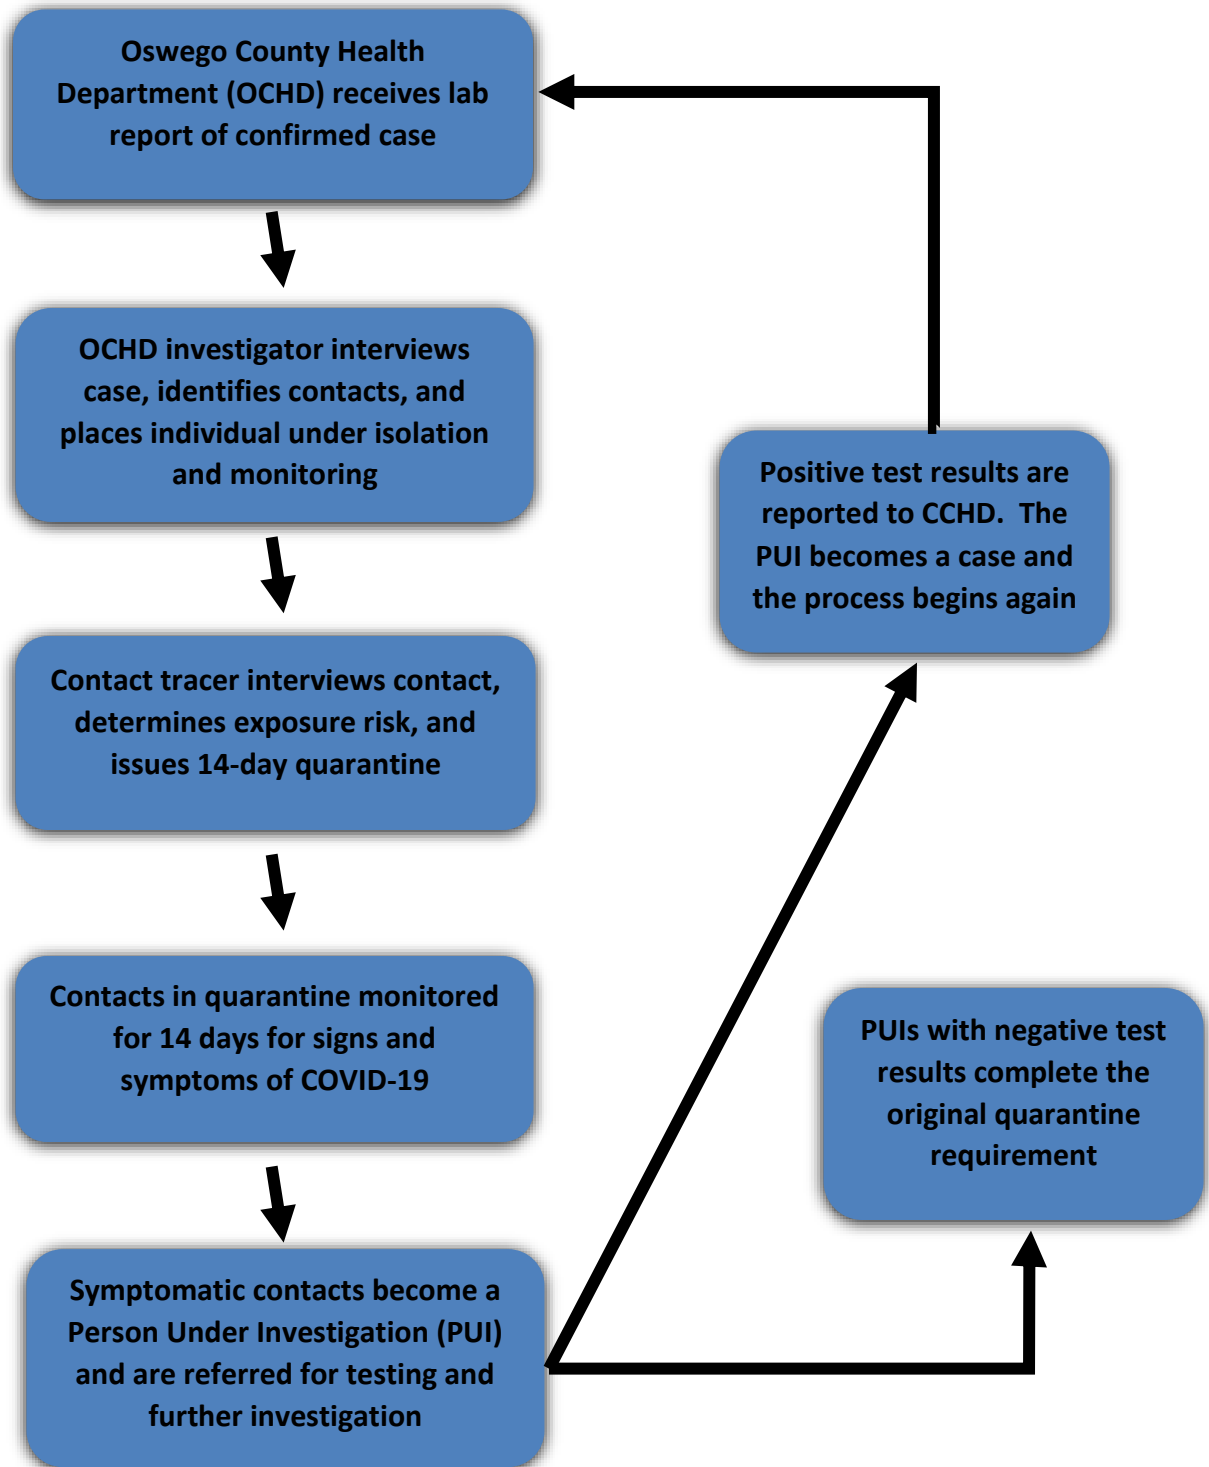 Oswego County Health
Department (OCHD) receives lab
report of confirmed case
OCHD investigator interviews
case, identifies contacts, and
places individual under isolation
and monitoring
Contact tracer interviews contact,
determines exposure risk, and
issues 14-day quarantine
Contacts in quarantine monitored
for 14 days for signs and
symptoms of COVID-19
Symptomatic contacts become a
Person Under Investigation (PUI)
and are referred for testing and
further investigation
Positive test results are
reported to CCHD.  The
PUI becomes a case and
the process begins again
PUIs with negative test
results complete the
original quarantine
requirement